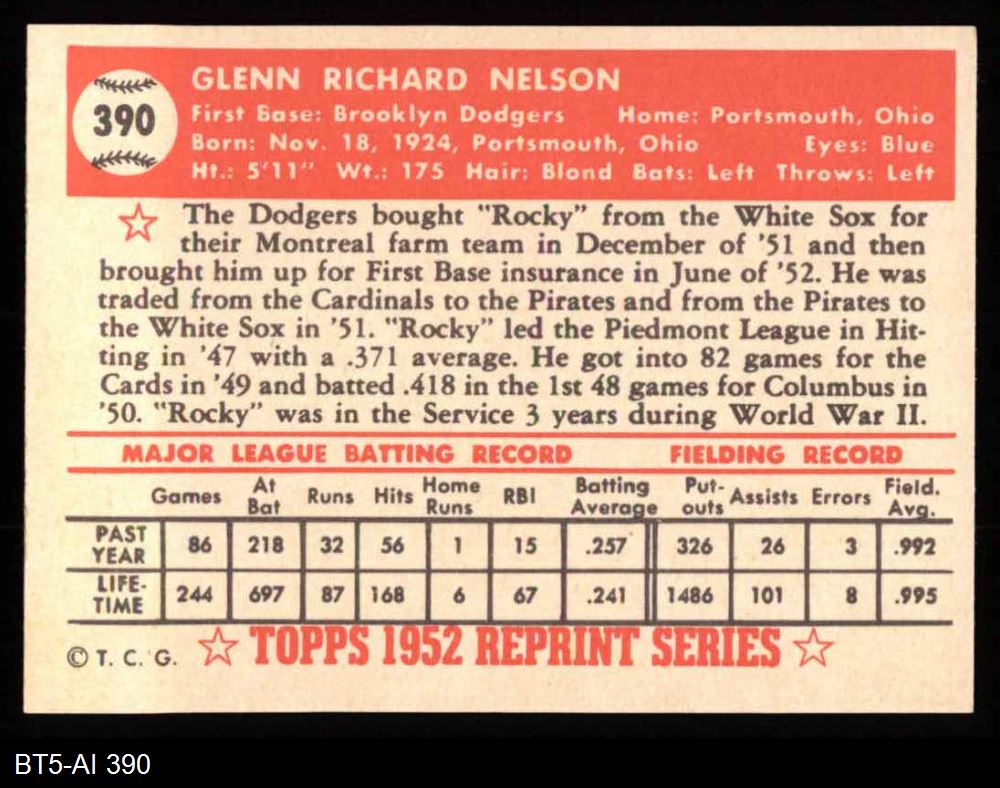 390
GLENN RICHARD NELSON
First Base: Brooklyn Dodgers Home: Portsmouth, Ohio
Born: Nov. 18, 1924, Portsmouth, Ohio Eyes: Blue
Ht.: 5'11" Wt.: 175 Hair: Blond Bats: Left Throws: Left
The Dodgers bought "Rocky" from the White Sox for
their Montreal farm team in December of '51 and then
brought him up for First Base insurance in June of '52. He was
traded from the Cardinals to the Pirates and from the Pirates to
the White Sox in '51. "Rocky" led the Piedmont League in Hit-
ting in '47 with a .371 average. He got into 82 games for the
Cards in '49 and batted .418 in the 1st 48 games for Columbus in
'50. "Rocky" was in the Service 3 years during World War II.
MAJOR LEAGUE BATTING RECORD FIELDING RECORD
Games At Bat Runs Hits Home Runs RBI Batting Average Put-outs Assists Errors Field. Avg.
PAST YEAR 86 218 32 56 1 15 .257 326 26 3 .992
LIFE-TIME 244 697 87 168 6 67 .241 1486 101 8 .995
© T. C. G. TOPPS 1952 REPRINT SERIES
BT5-AI 390